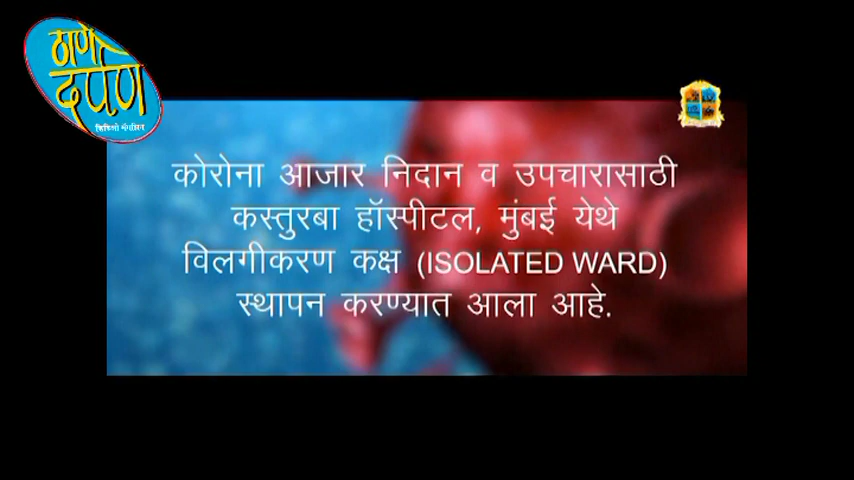 ठाणे
दर्पण
कोरोना आजार निदान व उपचारासाठी
कस्तुरबा हॉस्पीटल, मुंबई येथे
विलगीकरण कक्ष (ISOLATED WARD)
स्थापन करण्यात आला आहे.